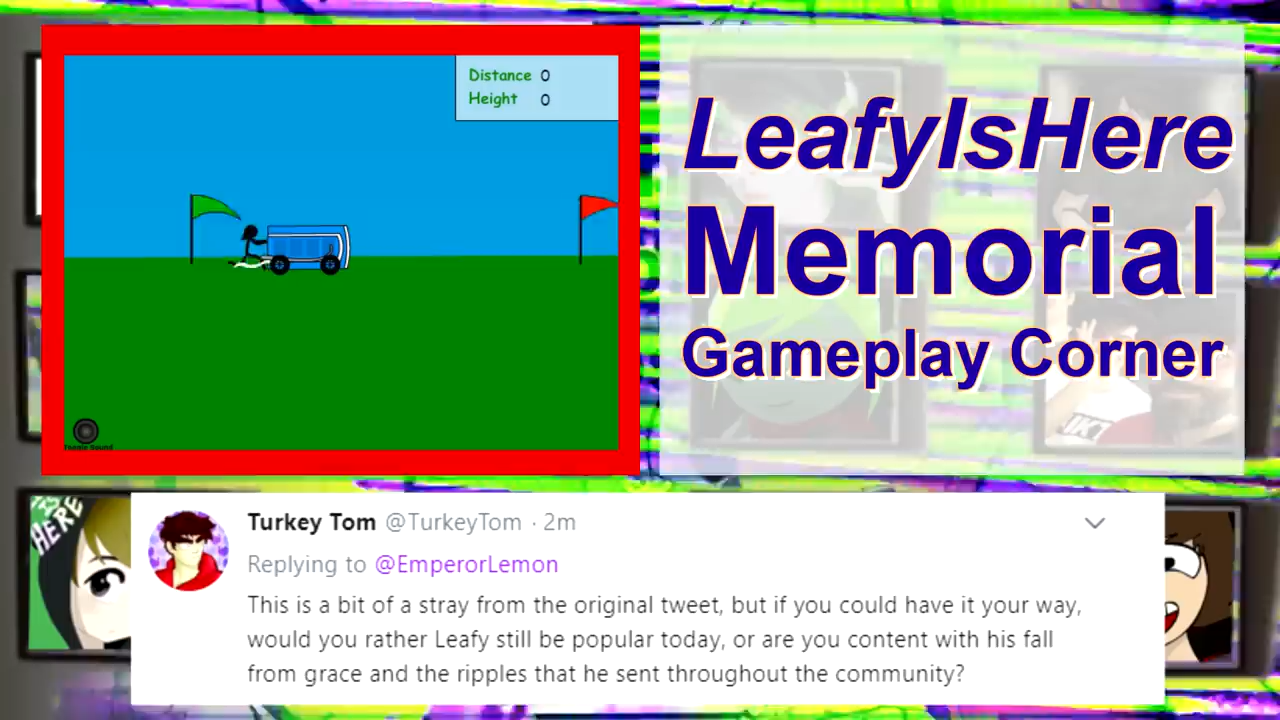 Distance 0
Height 0
LeafyIsHere
Memorial
Gameplay Corner
IS
HERE
Turkey Tom @TurkeyTom · 2m
Replying to @EmperorLemon
This is a bit of a stray from the original tweet, but if you could have it your way,
would you rather Leafy still be popular today, or are you content with his fall
from grace and the ripples that he sent throughout the community?